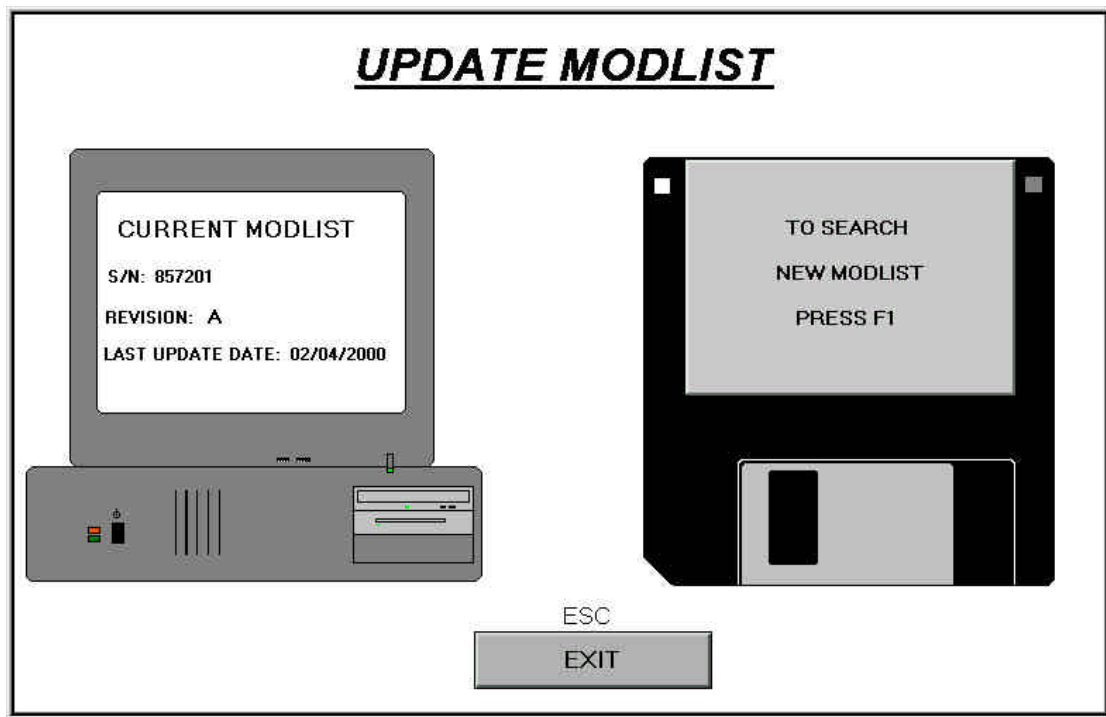 UPDATE MODLIST
CURRENT MODLIST
S/N: 857201
REVISION: A
LAST UPDATE DATE: 02/04/2000
TO SEARCH
NEW MODLIST
PRESS F1
ESC
EXIT